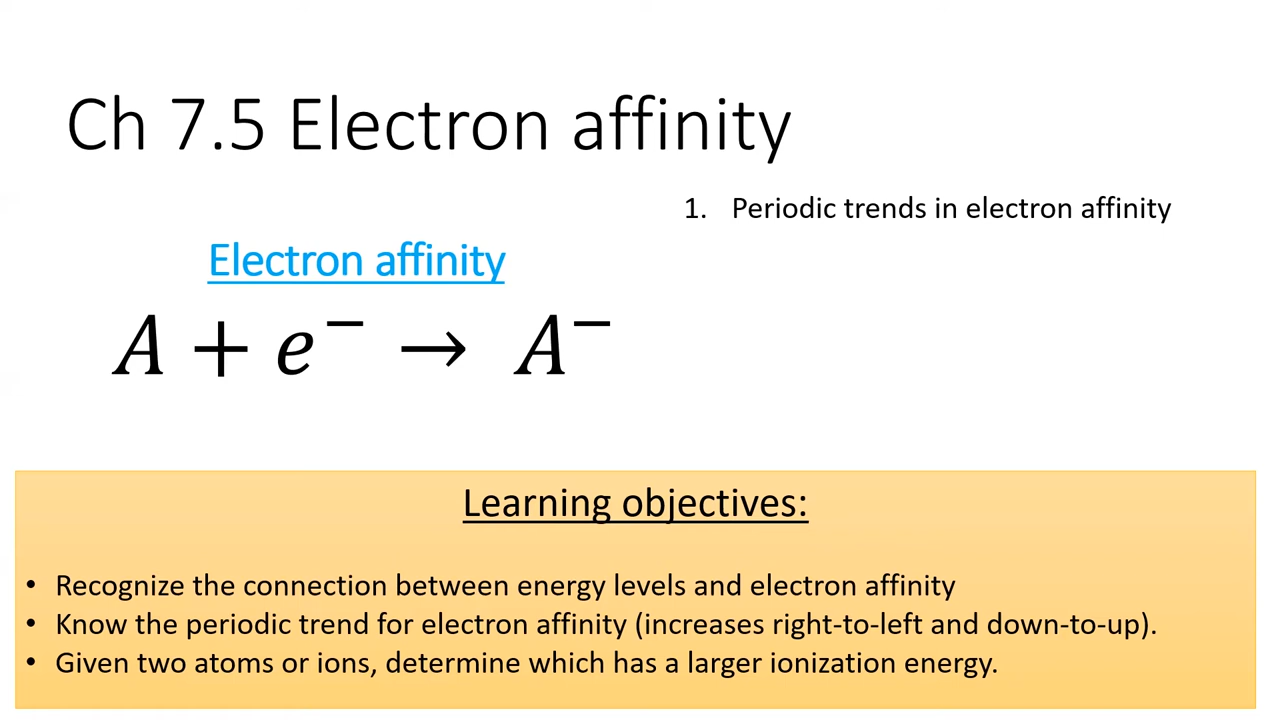 Ch 7.5 Electron affinity
1. Periodic trends in electron affinity
Electron affinity
A + e⁻ → A⁻
Learning objectives:
• Recognize the connection between energy levels and electron affinity
• Know the periodic trend for electron affinity (increases right-to-left and down-to-up).
• Given two atoms or ions, determine which has a larger ionization energy.